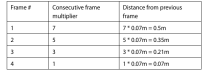 Frame # Consecutive frame multiplier Distance from previous frame
1 7 7 * 0.07m = 0.5m
2 5 5 * 0.07m = 0.35m
3 3 3 * 0.07m = 0.21m
4 1 1 * 0.07m = 0.07m